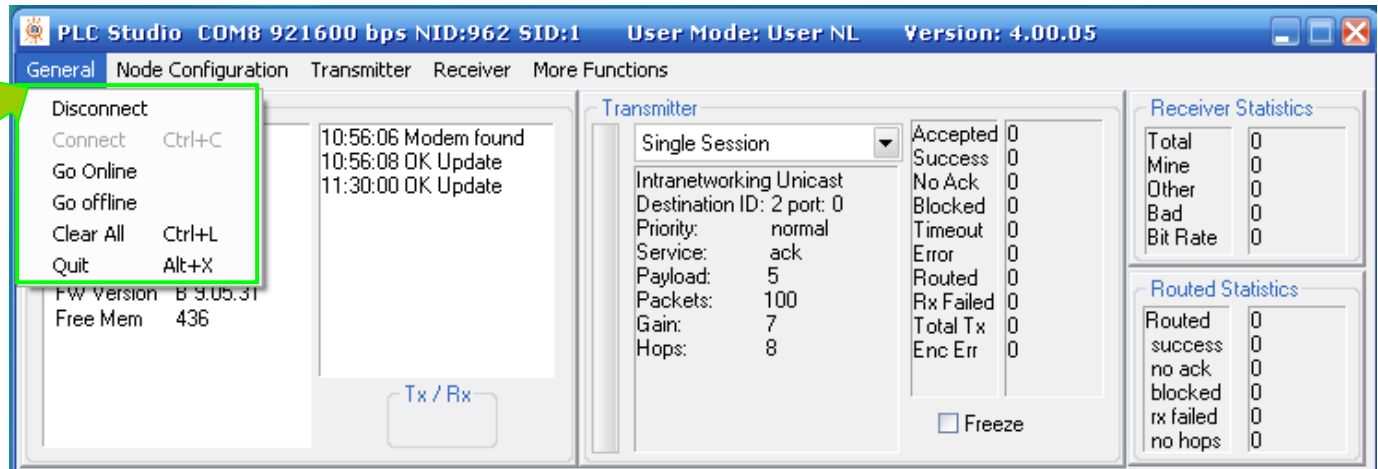 PLC Studio COM8 921600 bps NID:962 SID:1 User Mode: User NL Version: 4.00.05
General Node Configuration Transmitter Receiver More Functions
Disconnect
Connect Ctrl+C
Go Online
Go offline
Clear All Ctrl+L
Quit Alt+X
FW Version B 9.05.31
Free Mem 436
10:56:06 Modem found
10:56:08 OK Update
11:30:00 OK Update
Tx / Rx
Transmitter
Single Session
Intranetworking Unicast
Destination ID: 2 port: 0
Priority: normal
Service: ack
Payload: 5
Packets: 100
Gain: 7
Hops: 8
Accepted 0
Success 0
No Ack 0
Blocked 0
Timeout 0
Error 0
Routed 0
Rx Failed 0
Total Tx 0
Enc Err 0
Freeze
Receiver Statistics
Total 0
Mine 0
Other 0
Bad 0
Bit Rate 0
Routed Statistics
Routed 0
success 0
no ack 0
blocked 0
rx failed 0
no hops 0